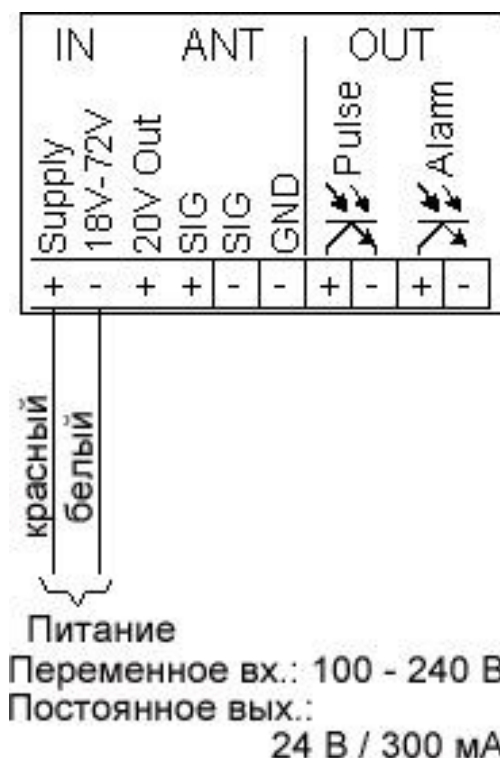 IN ANT OUT
Supply
18V-72V
20V Out
SIG
SIG
GND
Pulse
Alarm
+ - + + - - + - + -
красный
белый
Питание
Переменное вх.: 100 - 240 В
Постоянное вых.:
24 В / 300 мА